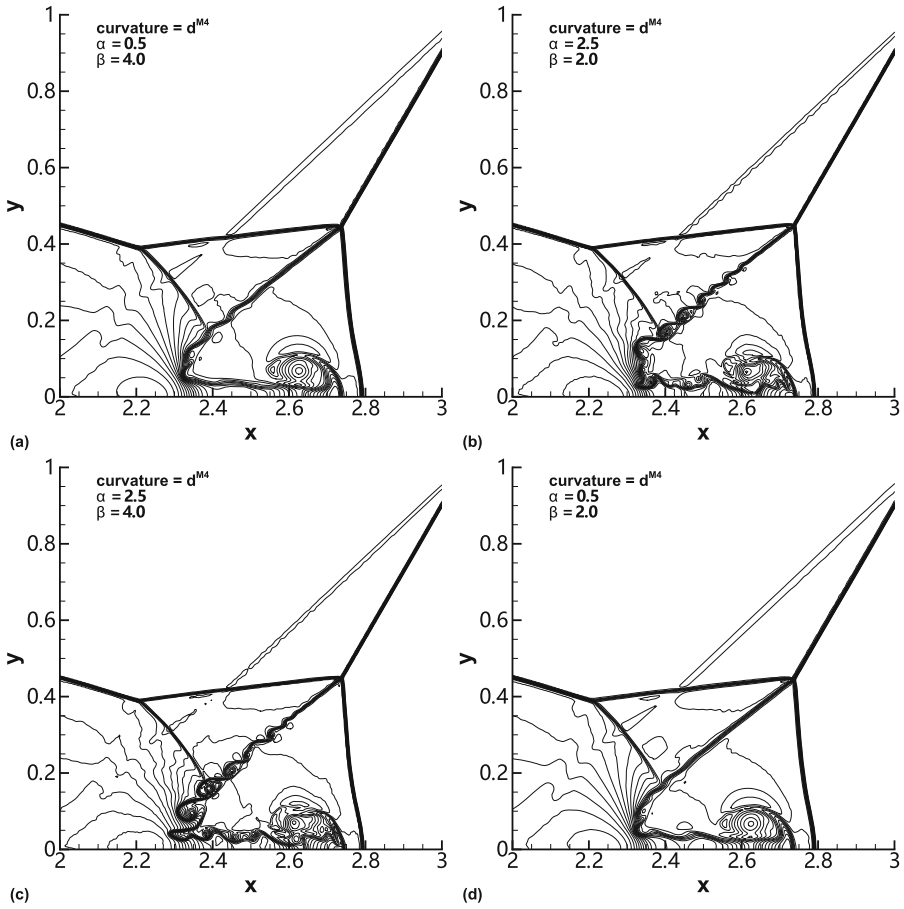 curvature = dᴹ⁴
α = 0.5
β = 4.0
1
0.8
0.6
0.4
0.2
0
y
2 2.2 2.4 2.6 2.8 3
x
(a)
curvature = dᴹ⁴
α = 2.5
β = 2.0
1
0.8
0.6
0.4
0.2
0
y
2 2.2 2.4 2.6 2.8 3
x
(b)
curvature = dᴹ⁴
α = 2.5
β = 4.0
1
0.8
0.6
0.4
0.2
0
y
2 2.2 2.4 2.6 2.8 3
x
(c)
curvature = dᴹ⁴
α = 0.5
β = 2.0
1
0.8
0.6
0.4
0.2
0
y
2 2.2 2.4 2.6 2.8 3
x
(d)